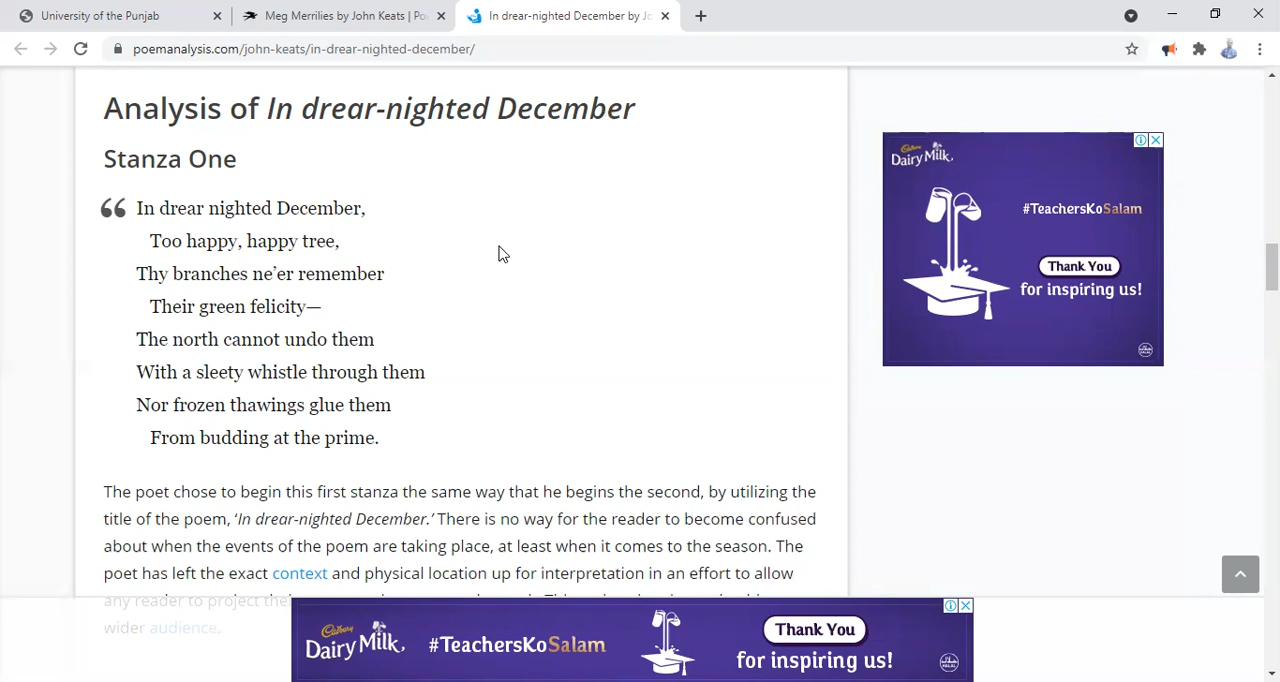 University of the Punjab
Meg Merrilies by John Keats | Po
In drear-nighted December by Jo
poemanalysis.com/john-keats/in-drear-nighted-december/
Analysis of In drear-nighted December
Stanza One
“ In drear nighted December,
Too happy, happy tree,
Thy branches ne’er remember
Their green felicity—
The north cannot undo them
With a sleety whistle through them
Nor frozen thawings glue them
From budding at the prime.
The poet chose to begin this first stanza the same way that he begins the second, by utilizing the
title of the poem, ‘In drear-nighted December.’ There is no way for the reader to become confused
about when the events of the poem are taking place, at least when it comes to the season. The
poet has left the exact context and physical location up for interpretation in an effort to allow
any reader to project thei
wider audience.
Cadbury
Dairy Milk
#TeachersKoSalam
Thank You
for inspiring us!
Cadbury
Dairy Milk
#TeachersKoSalam
Thank You
for inspiring us!